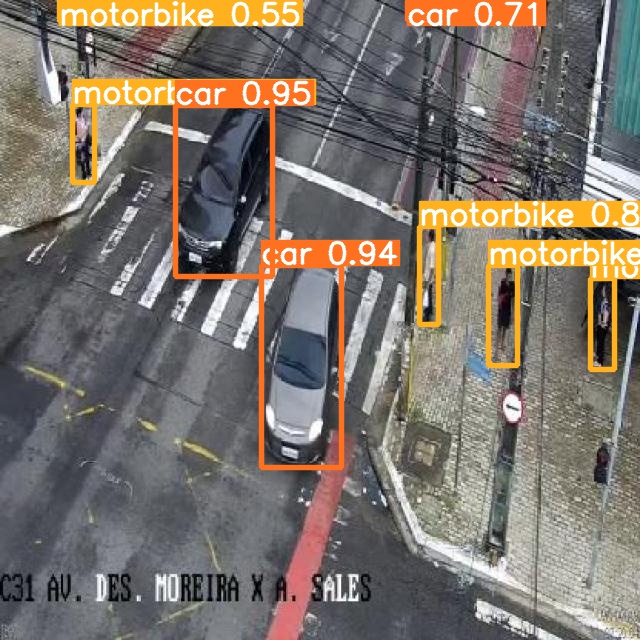 motorbike 0.55
car 0.71
motort
car 0.95
motorbike 0.8
car 0.94
motorbike
C31 AV. DES. MOREIRA X A. SALES